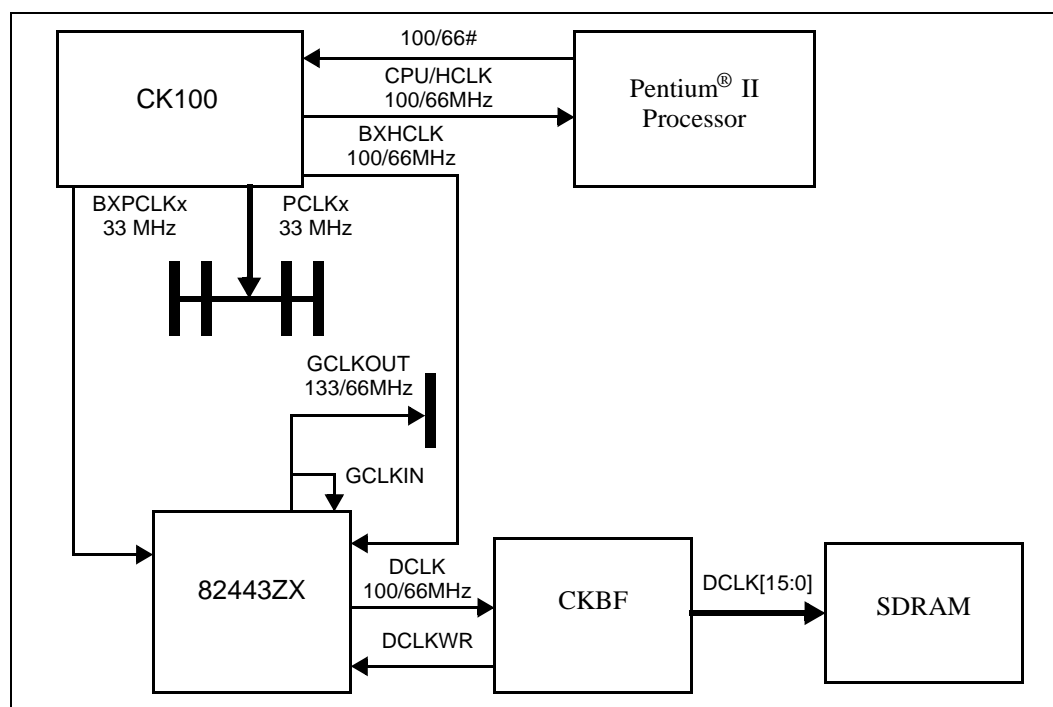 100/66#
CK100
CPU/HCLK
100/66MHz
Pentium® II
Processor
BXHCLK
100/66MHz
BXPCLKx
33 MHz
PCLKx
33 MHz
GCLKOUT
133/66MHz
GCLKIN
82443ZX
DCLK
100/66MHz
DCLKWR
CKBF
DCLK[15:0]
SDRAM